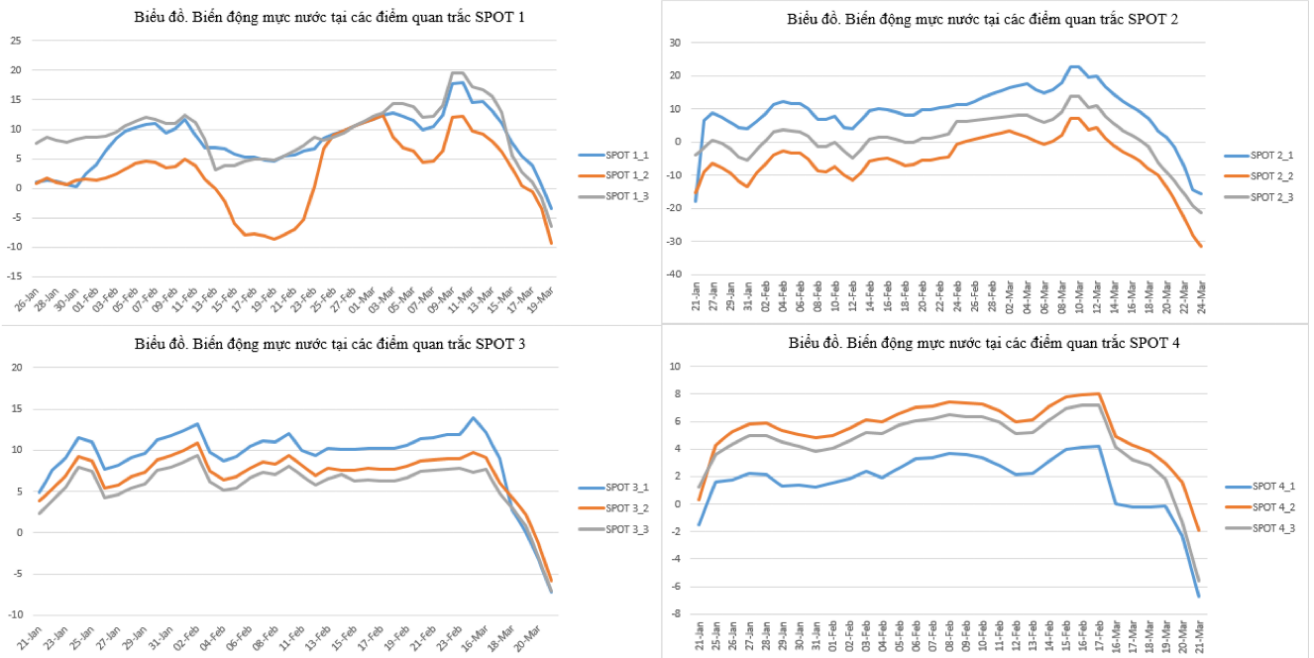 Biểu đồ. Biến động mực nước tại các điểm quan trắc SPOT 1
25
20
15
10
5
0
-5
-10
-15
26-Jan
28-Jan
30-Jan
01-Feb
03-Feb
05-Feb
07-Feb
09-Feb
11-Feb
13-Feb
15-Feb
17-Feb
19-Feb
21-Feb
23-Feb
25-Feb
27-Feb
01-Mar
03-Mar
05-Mar
07-Mar
09-Mar
11-Mar
13-Mar
15-Mar
17-Mar
19-Mar
SPOT 1_1
SPOT 1_2
SPOT 1_3
Biểu đồ. Biến động mực nước tại các điểm quan trắc SPOT 2
30
20
10
0
-10
-20
-30
-40
21-Jan
27-Jan
29-Jan
31-Jan
02-Feb
04-Feb
06-Feb
08-Feb
10-Feb
12-Feb
14-Feb
16-Feb
18-Feb
20-Feb
22-Feb
24-Feb
26-Feb
28-Feb
02-Mar
04-Mar
06-Mar
08-Mar
10-Mar
12-Mar
14-Mar
16-Mar
18-Mar
20-Mar
22-Mar
24-Mar
SPOT 2_1
SPOT 2_2
SPOT 2_3
Biểu đồ. Biến động mực nước tại các điểm quan trắc SPOT 3
20
15
10
5
0
-5
-10
21-Jan
23-Jan
25-Jan
27-Jan
29-Jan
31-Jan
02-Feb
04-Feb
06-Feb
08-Feb
11-Feb
13-Feb
15-Feb
17-Feb
19-Feb
21-Feb
23-Feb
16-Mar
18-Mar
20-Mar
SPOT 3_1
SPOT 3_2
SPOT 3_3
Biểu đồ. Biến động mực nước tại các điểm quan trắc SPOT 4
10
8
6
4
2
0
-2
-4
-6
-8
21-Jan
25-Jan
26-Jan
27-Jan
28-Jan
29-Jan
30-Jan
31-Jan
01-Feb
02-Feb
03-Feb
04-Feb
05-Feb
06-Feb
07-Feb
08-Feb
09-Feb
10-Feb
11-Feb
12-Feb
13-Feb
14-Feb
15-Feb
16-Feb
17-Feb
16-Mar
17-Mar
18-Mar
19-Mar
20-Mar
21-Mar
SPOT 4_1
SPOT 4_2
SPOT 4_3